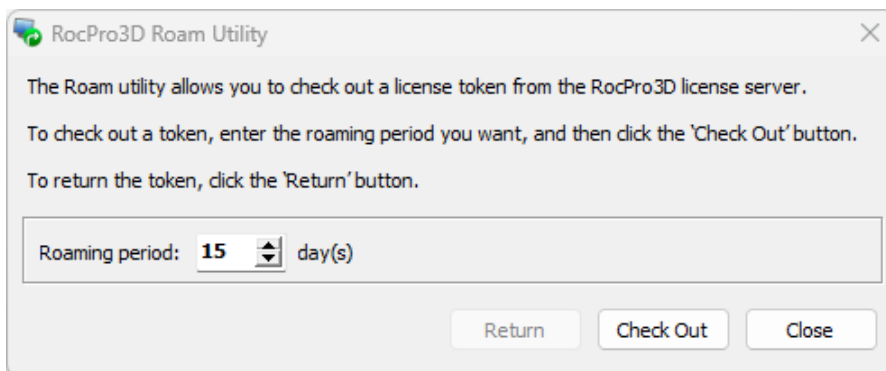 RocPro3D Roam Utility
The Roam utility allows you to check out a license token from the RocPro3D license server.
To check out a token, enter the roaming period you want, and then click the ‘Check Out’ button.
To return the token, click the ‘Return’ button.
Roaming period: 15 day(s)
Return Check Out Close